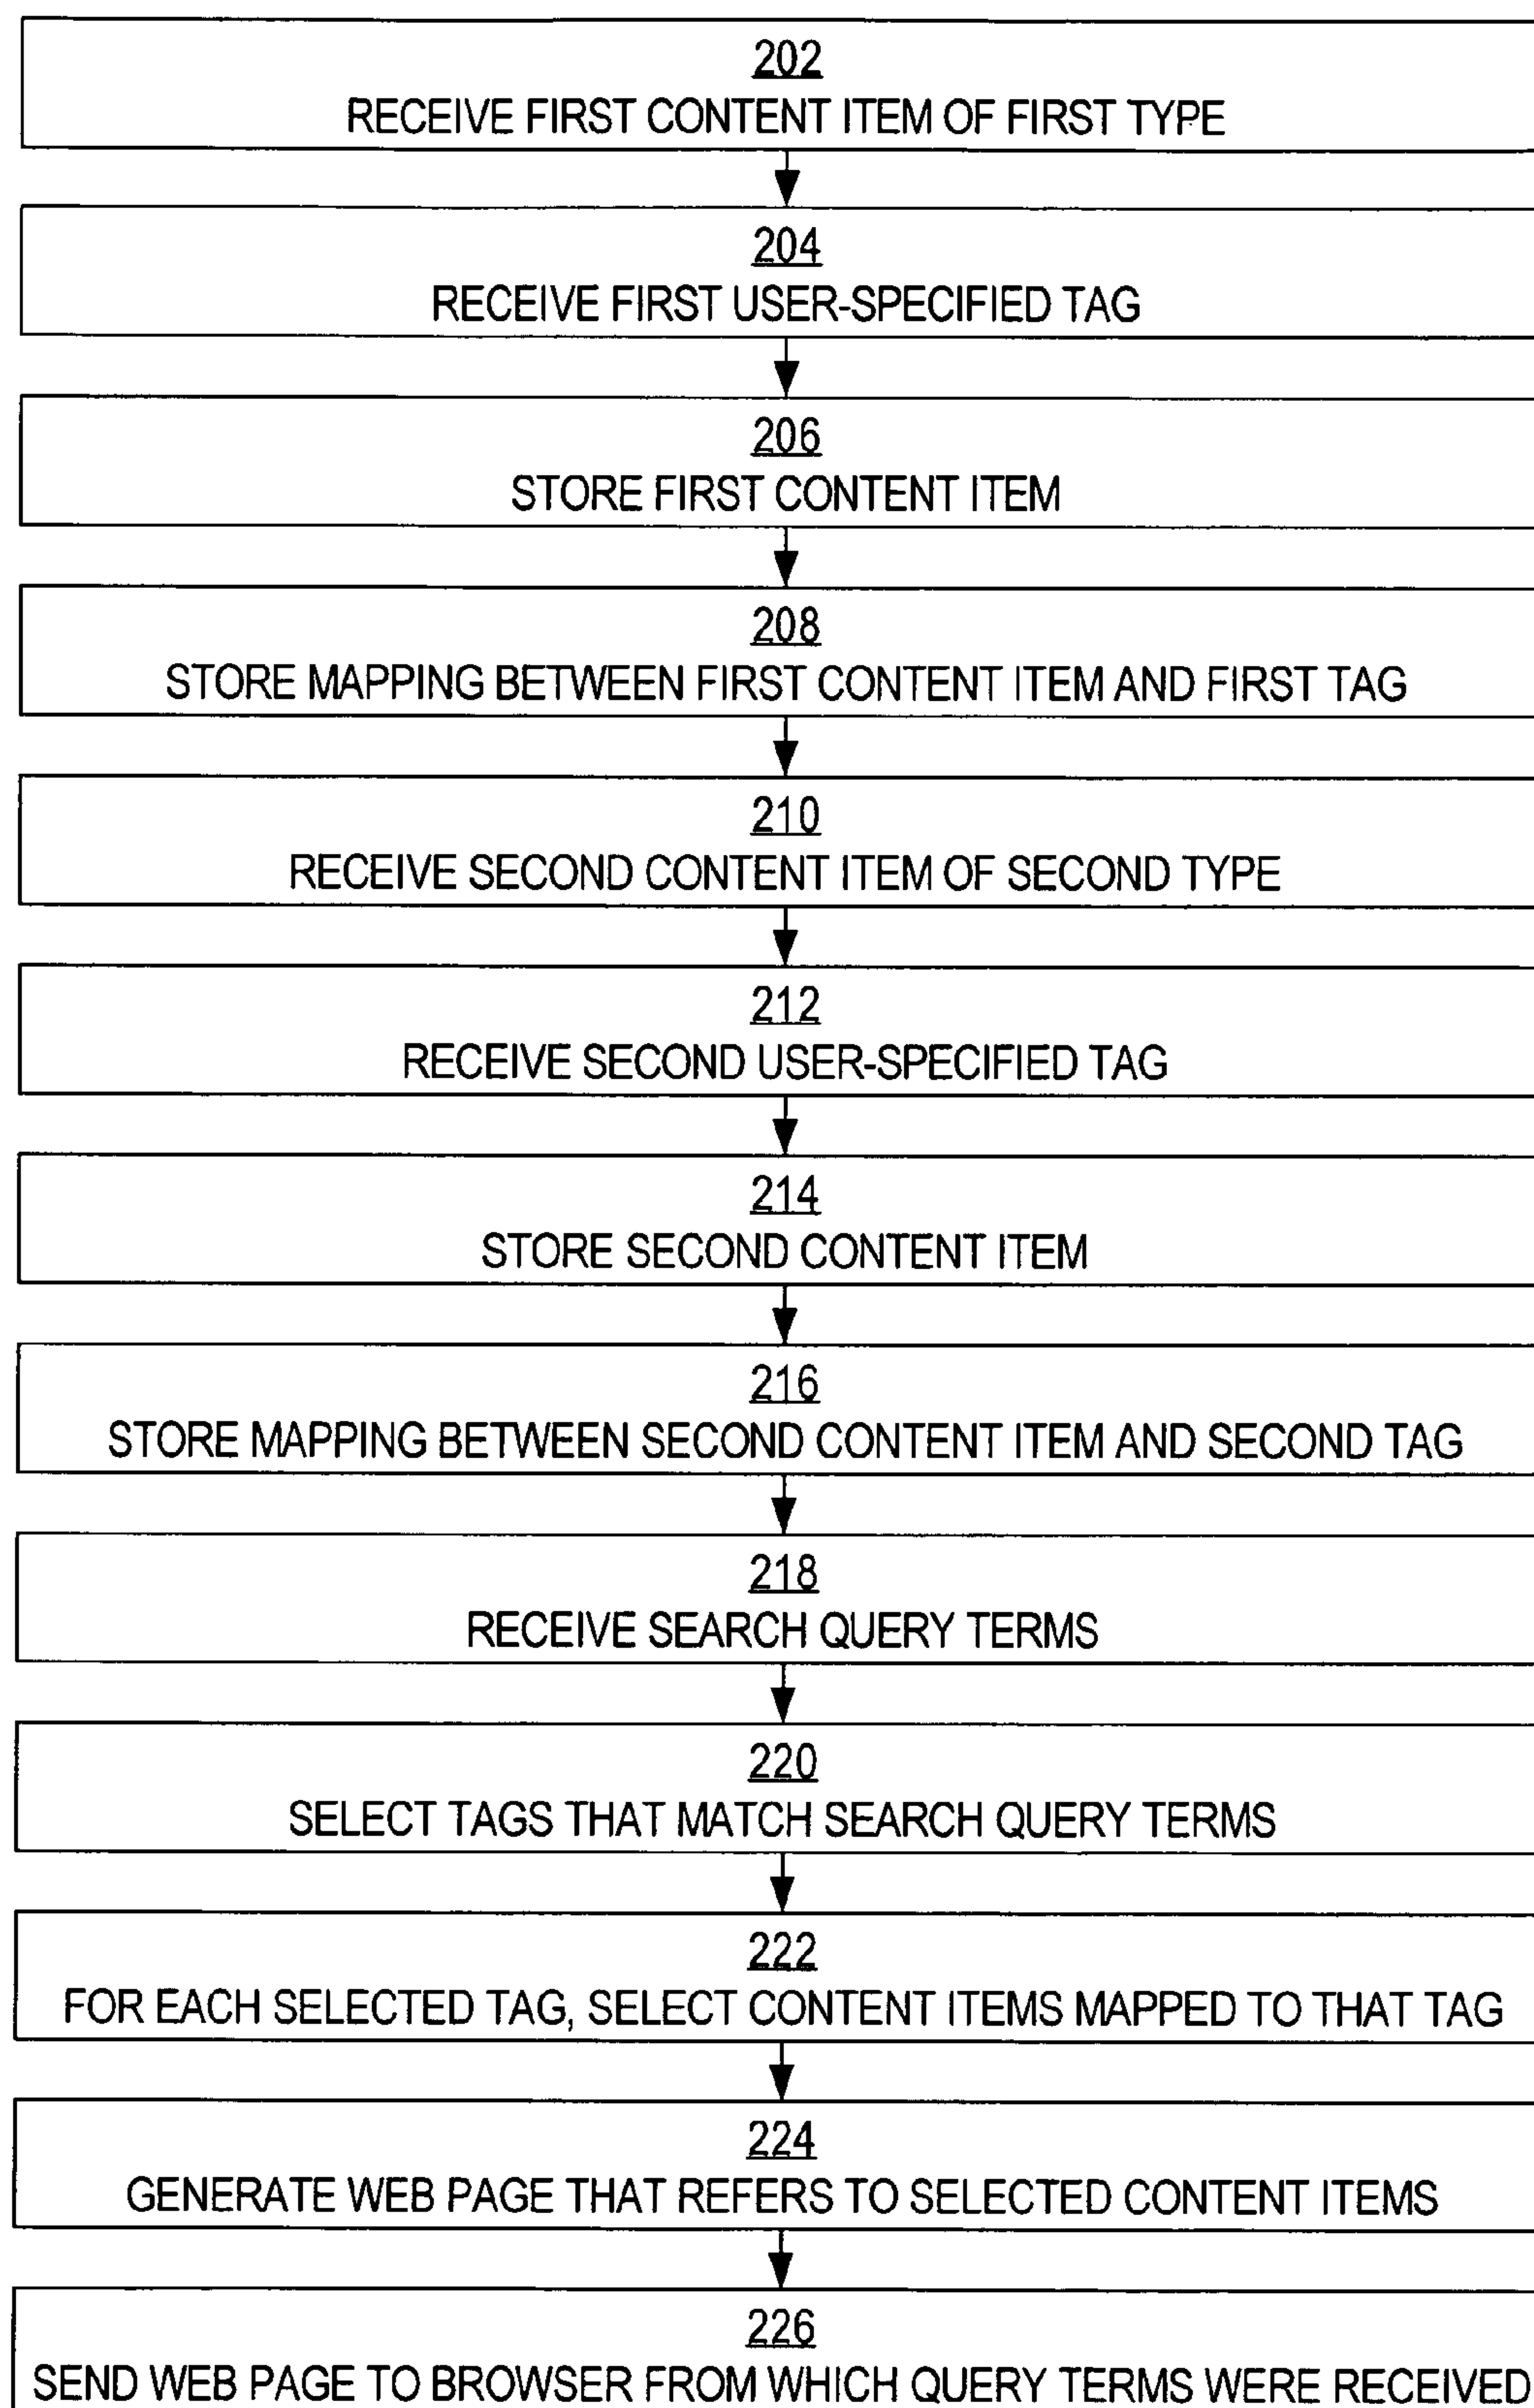 202
RECEIVE FIRST CONTENT ITEM OF FIRST TYPE
204
RECEIVE FIRST USER-SPECIFIED TAG
206
STORE FIRST CONTENT ITEM
208
STORE MAPPING BETWEEN FIRST CONTENT ITEM AND FIRST TAG
210
RECEIVE SECOND CONTENT ITEM OF SECOND TYPE
212
RECEIVE SECOND USER-SPECIFIED TAG
214
STORE SECOND CONTENT ITEM
216
STORE MAPPING BETWEEN SECOND CONTENT ITEM AND SECOND TAG
218
RECEIVE SEARCH QUERY TERMS
220
SELECT TAGS THAT MATCH SEARCH QUERY TERMS
222
FOR EACH SELECTED TAG, SELECT CONTENT ITEMS MAPPED TO THAT TAG
224
GENERATE WEB PAGE THAT REFERS TO SELECTED CONTENT ITEMS
226
SEND WEB PAGE TO BROWSER FROM WHICH QUERY TERMS WERE RECEIVED